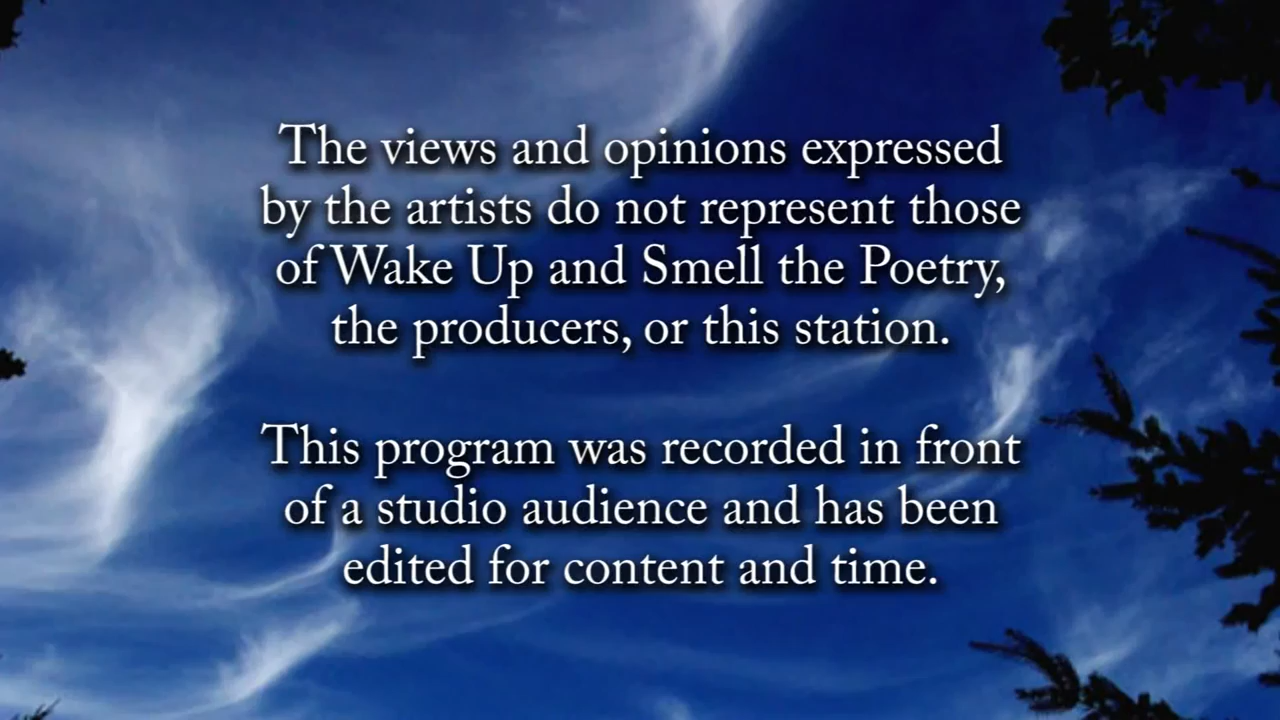 The views and opinions expressed
by the artists do not represent those
of Wake Up and Smell the Poetry,
the producers, or this station.
This program was recorded in front
of a studio audience and has been
edited for content and time.